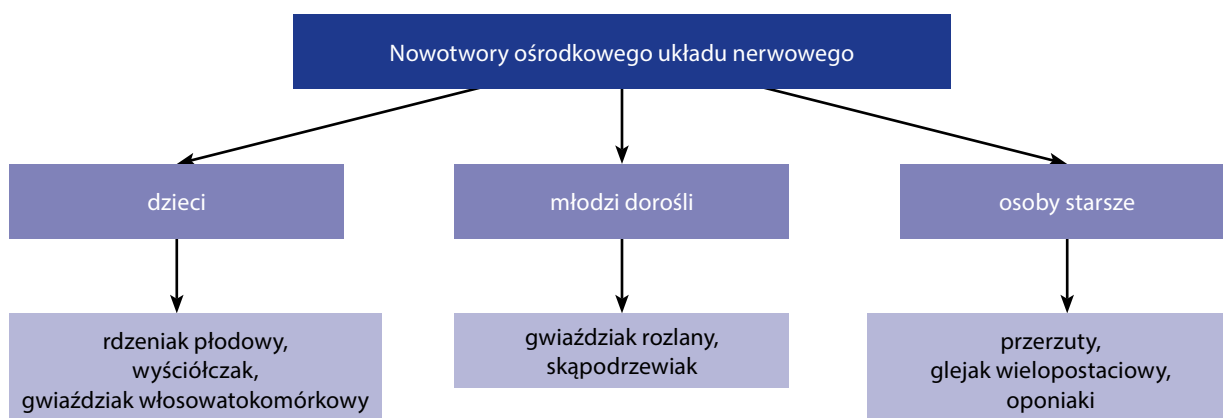 Nowotwory ośrodkowego układu nerwowego
dzieci
młodzi dorośli
osoby starsze
rdzeniak płodowy,
wyściółczak,
gwiaździak włosowatokomórkowy
gwiaździak rozlany,
skąpodrzewiak
przerzuty,
glejak wielopostaciowy,
oponiaki